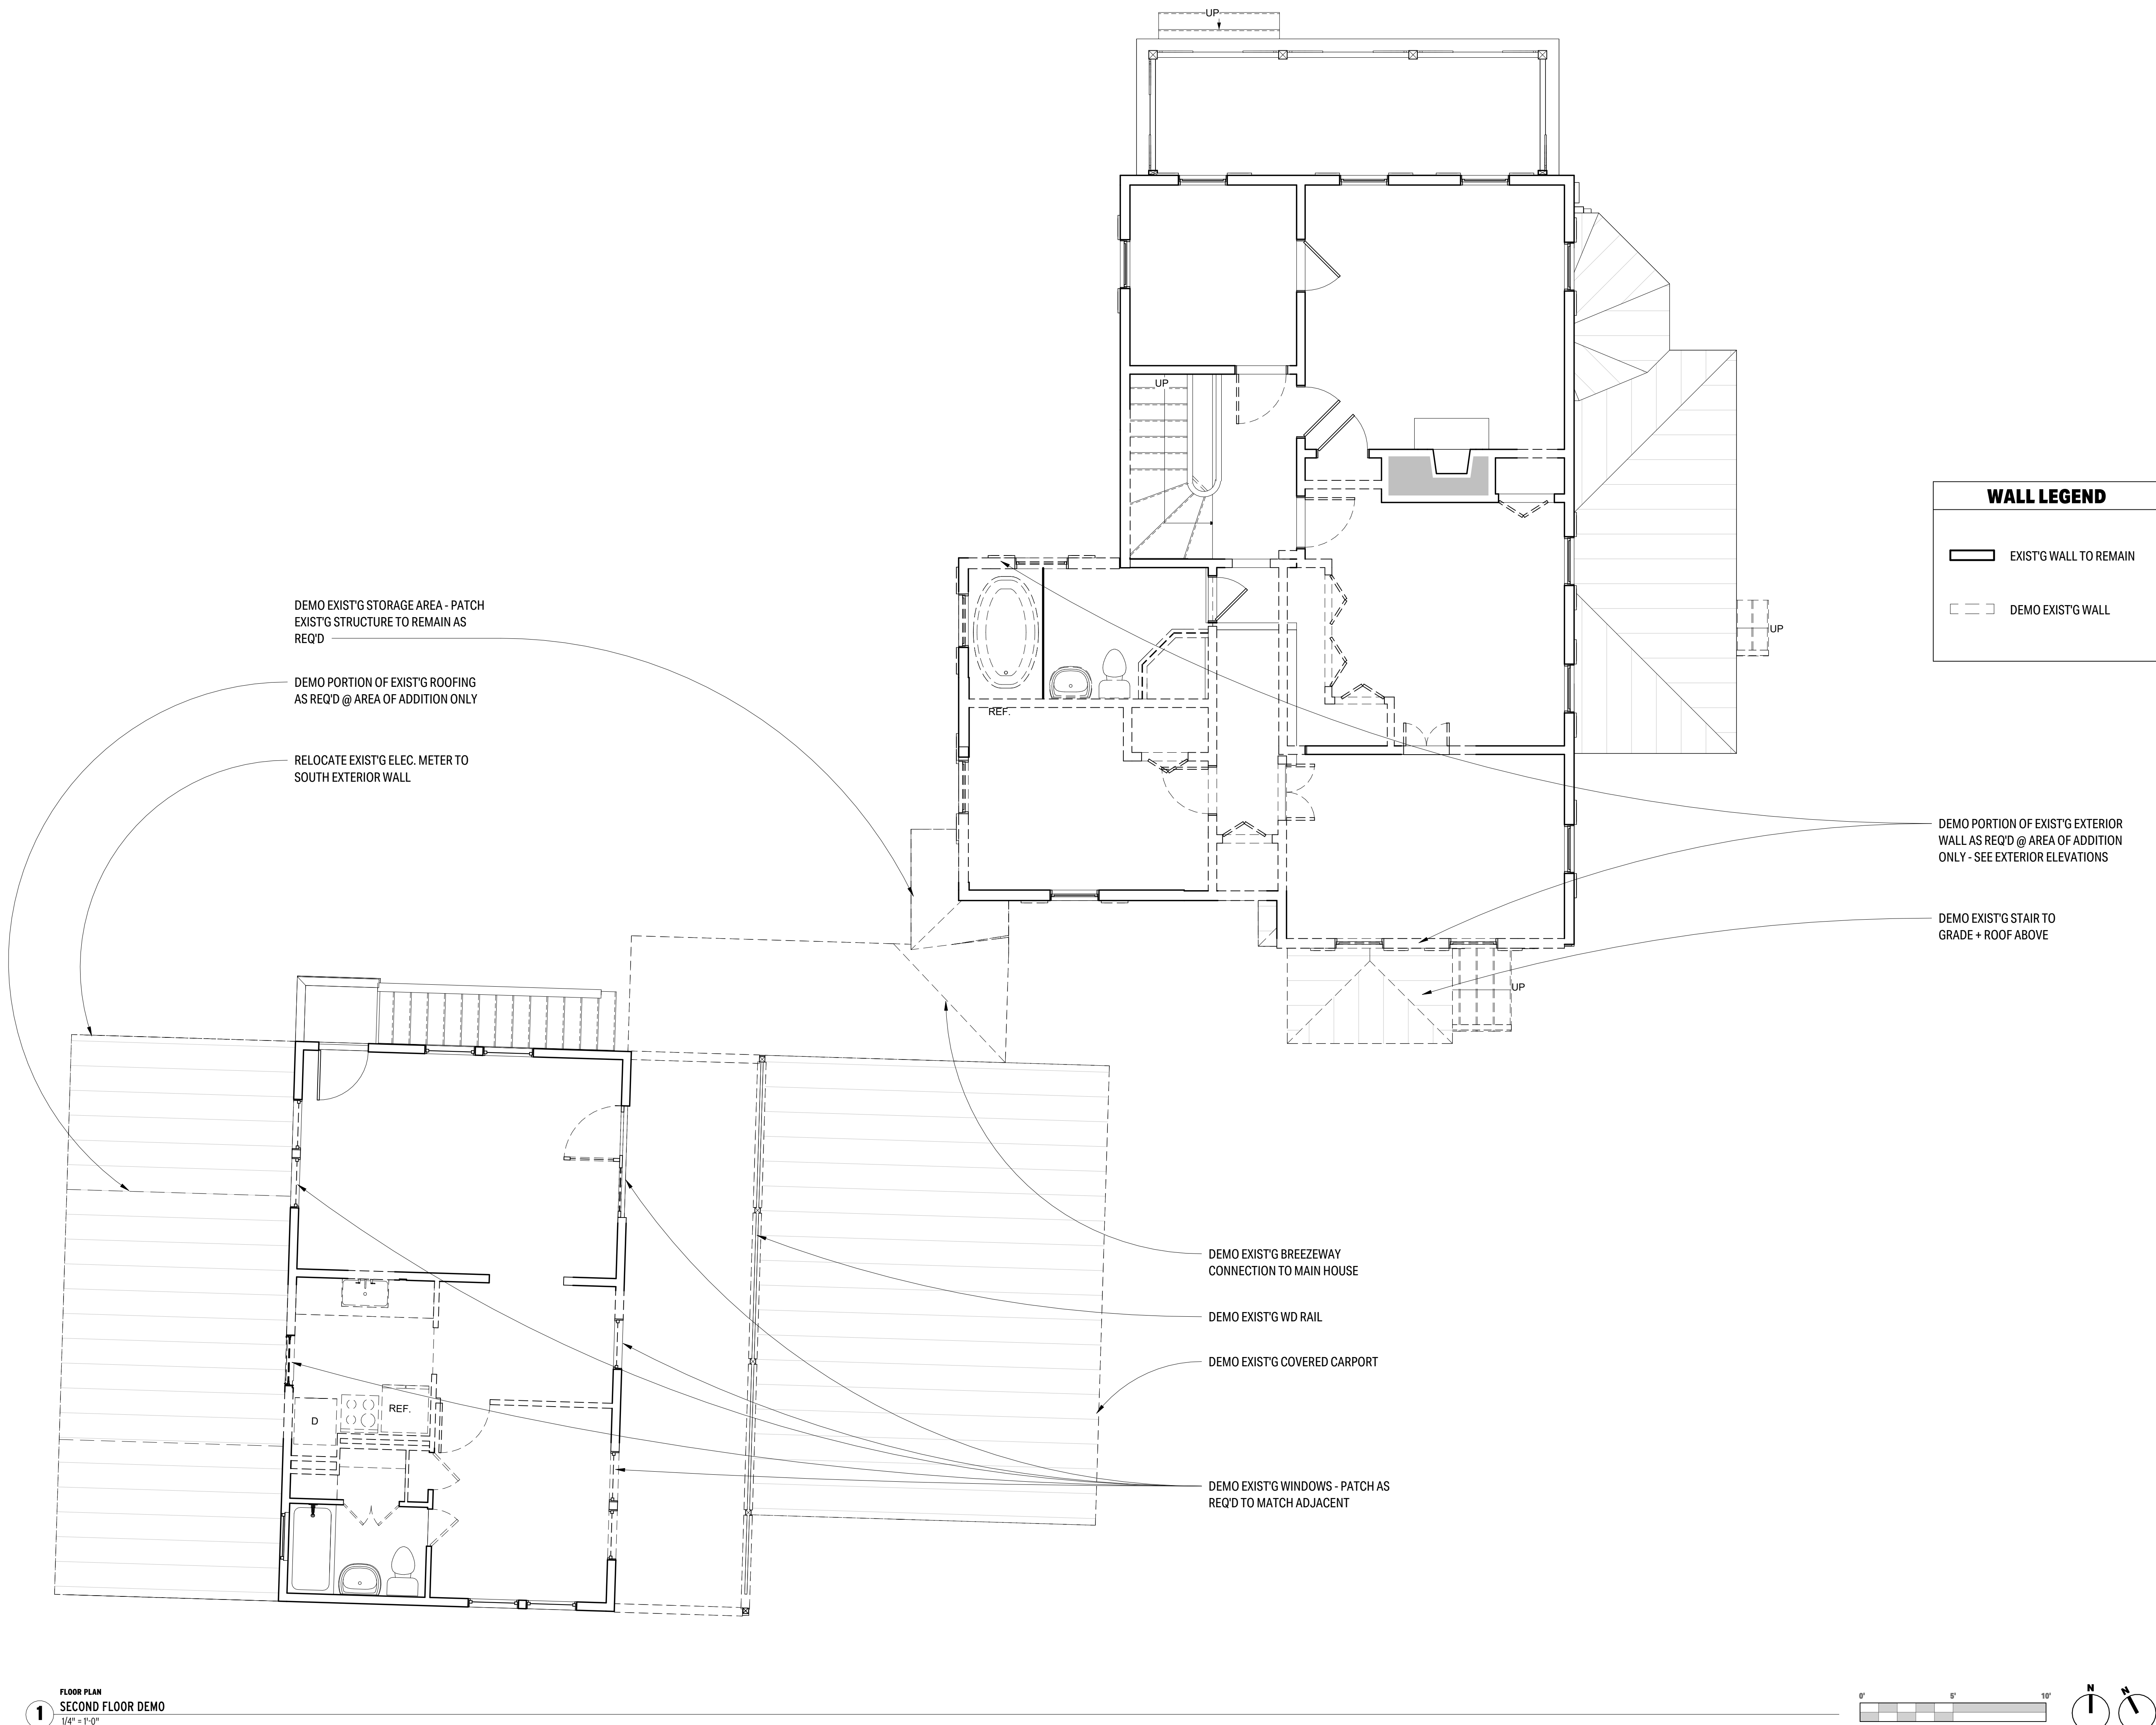 UP
UP
WALL LEGEND
EXIST'G WALL TO REMAIN
DEMO EXIST'G WALL
DEMO EXIST'G STORAGE AREA - PATCH
EXIST'G STRUCTURE TO REMAIN AS
REQ'D
UP
DEMO PORTION OF EXIST'G ROOFING
AS REQ'D @ AREA OF ADDITION ONLY
REF.
RELOCATE EXIST'G ELEC. METER TO
SOUTH EXTERIOR WALL
DEMO PORTION OF EXIST'G EXTERIOR
WALL AS REQ'D @ AREA OF ADDITION
ONLY - SEE EXTERIOR ELEVATIONS
DEMO EXIST'G STAIR TO
GRADE + ROOF ABOVE
UP
DEMO EXIST'G BREEZEWAY
CONNECTION TO MAIN HOUSE
DEMO EXIST'G WD RAIL
DEMO EXIST'G COVERED CARPORT
REF.
D
DEMO EXIST'G WINDOWS - PATCH AS
REQ'D TO MATCH ADJACENT
1
FLOOR PLAN
SECOND FLOOR DEMO
1/4" = 1'-0"
0' 5' 10'
N N